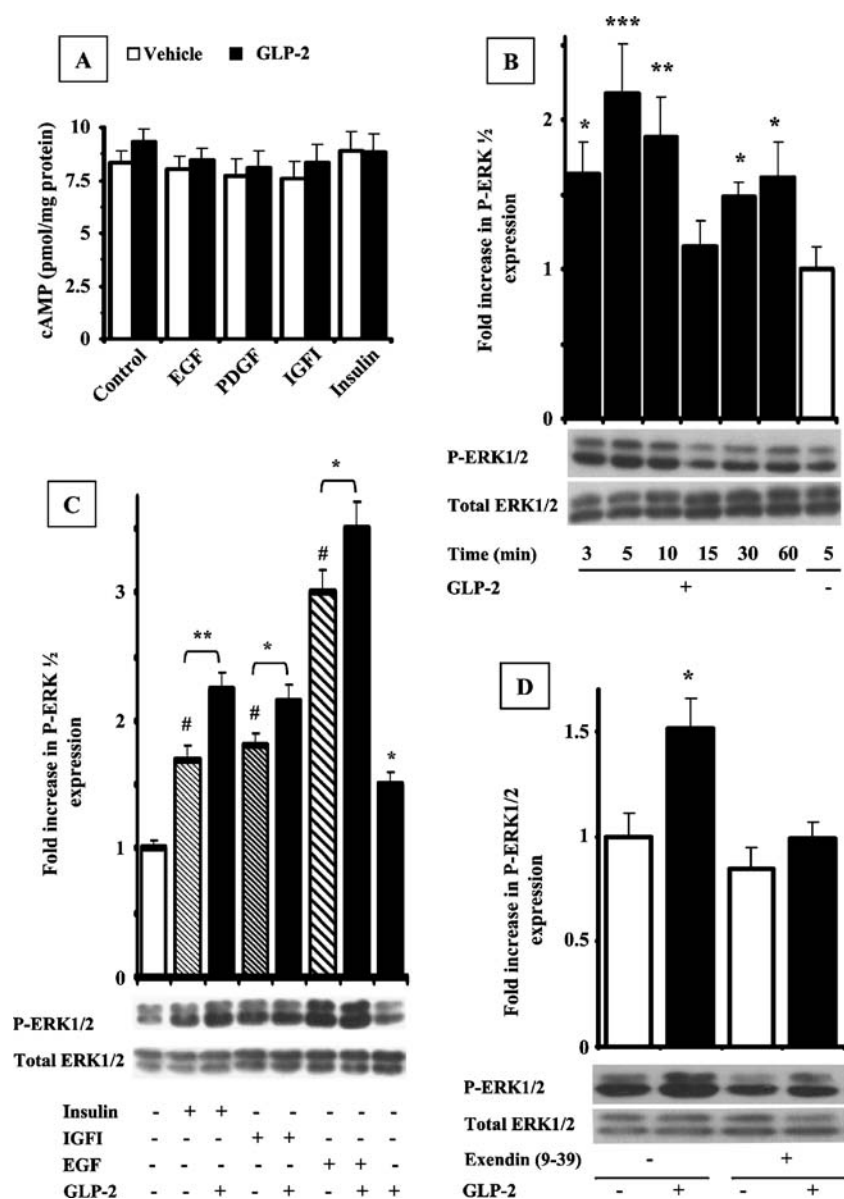 A
Vehicle GLP-2
cAMP (pmol/mg protein)
10
7.5
5
2.5
0
Control EGF PDGF IGFI Insulin
B
Fold increase in P-ERK ½
expression
2
1
0
* *** ** * *
P-ERK1/2
Total ERK1/2
Time (min) 3 5 10 15 30 60 5
GLP-2 + -
C
Fold increase in P-ERK ½
expression
3
2
1
0
# ** # * # * *
P-ERK1/2
Total ERK1/2
Insulin - + + - - - - -
IGFI - - - + + - - -
EGF - - - - - + + -
GLP-2 - - + - + - + +
D
Fold increase in P-ERK1/2
expression
1.5
1
0.5
0
*
P-ERK1/2
Total ERK1/2
Exendin (9-39) - +
GLP-2 - + - +